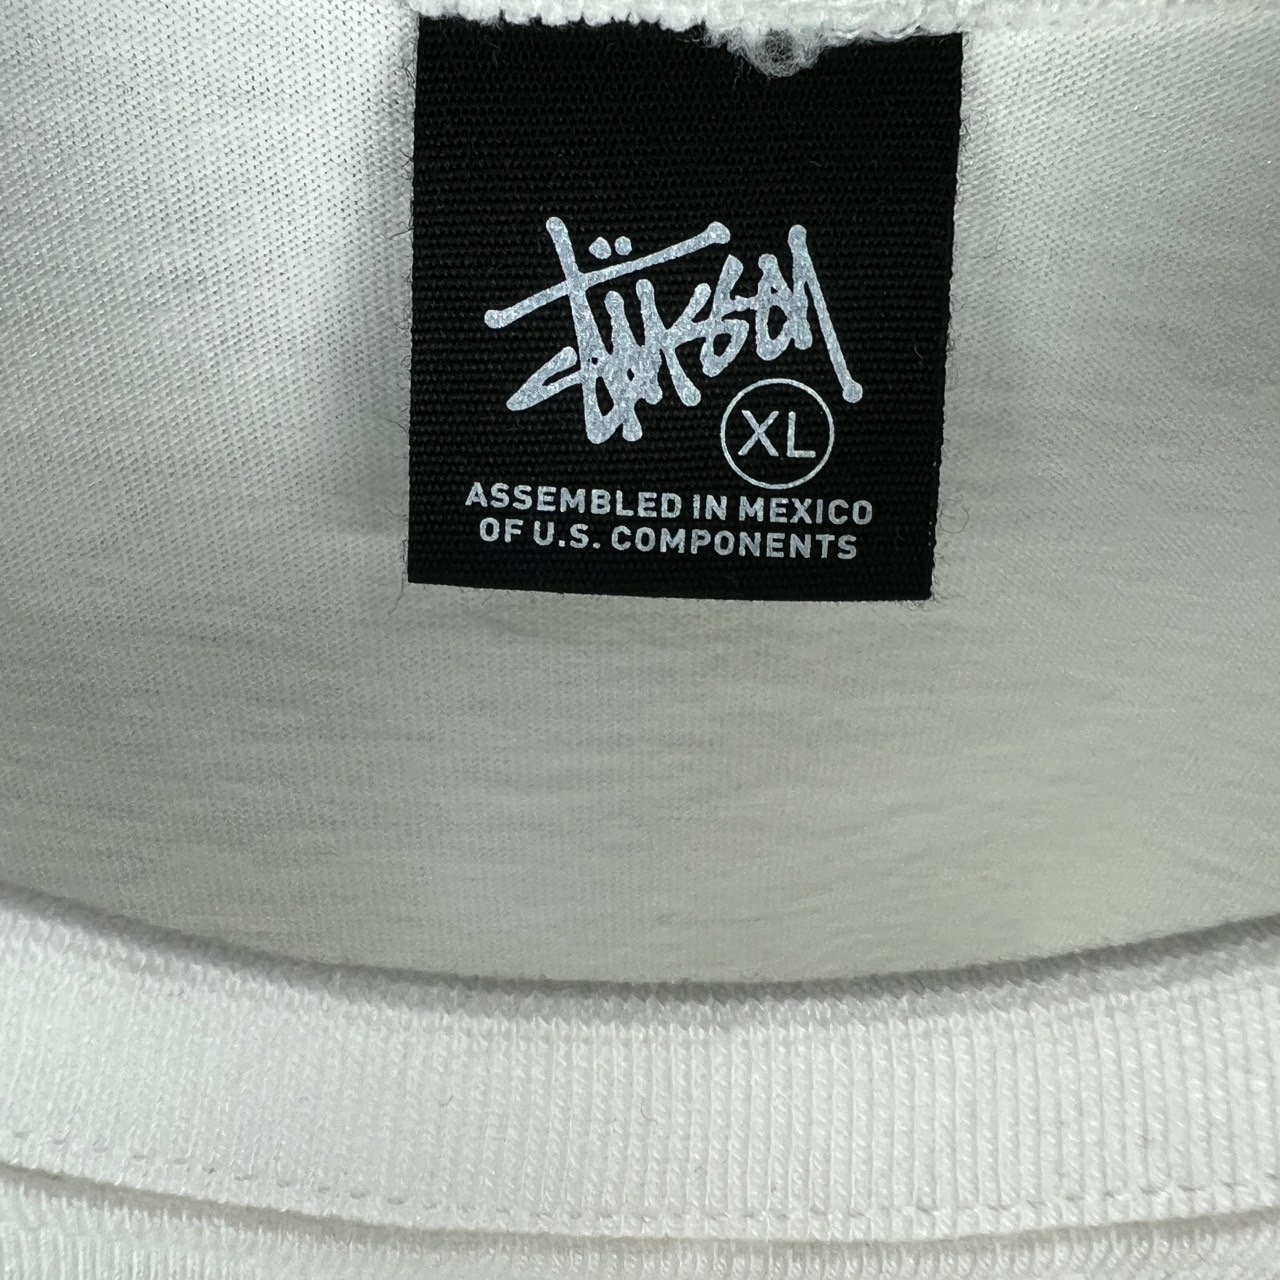 Stüssy
XL
ASSEMBLED IN MEXICO
OF U.S. COMPONENTS